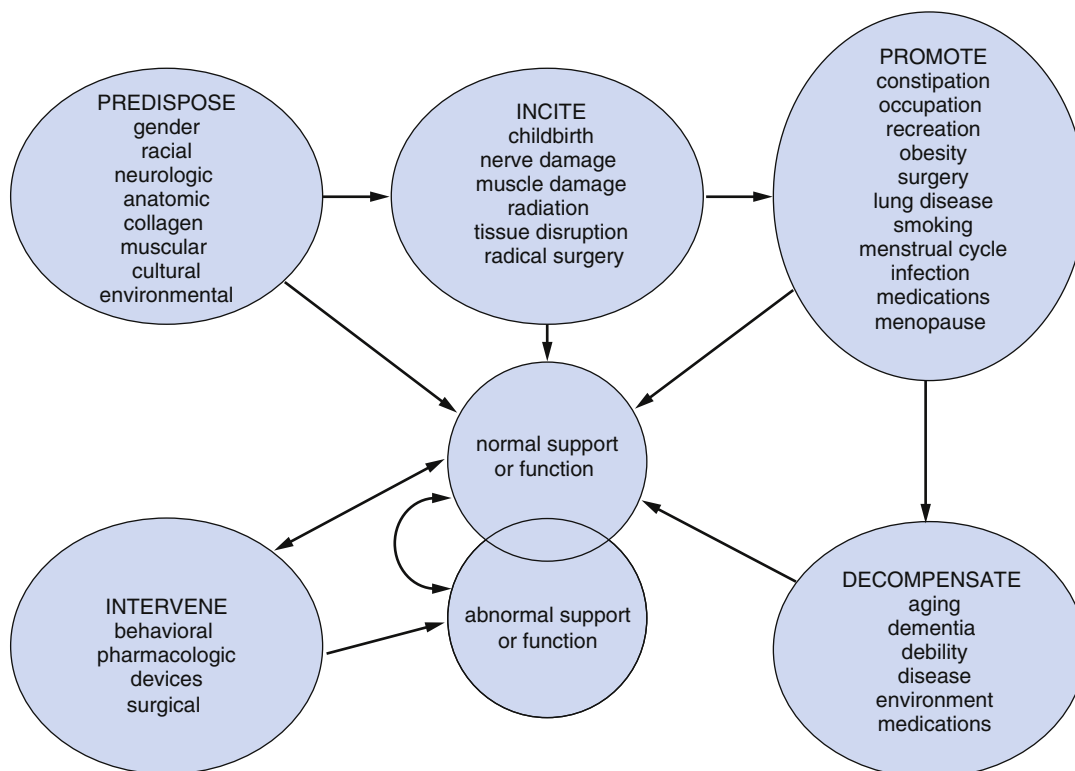 PREDISPOSE
gender
racial
neurologic
anatomic
collagen
muscular
cultural
environmental
INCITE
childbirth
nerve damage
muscle damage
radiation
tissue disruption
radical surgery
PROMOTE
constipation
occupation
recreation
obesity
surgery
lung disease
smoking
menstrual cycle
infection
medications
menopause
normal support
or function
INTERVENE
behavioral
pharmacologic
devices
surgical
abnormal support
or function
DECOMPENSATE
aging
dementia
debility
disease
environment
medications